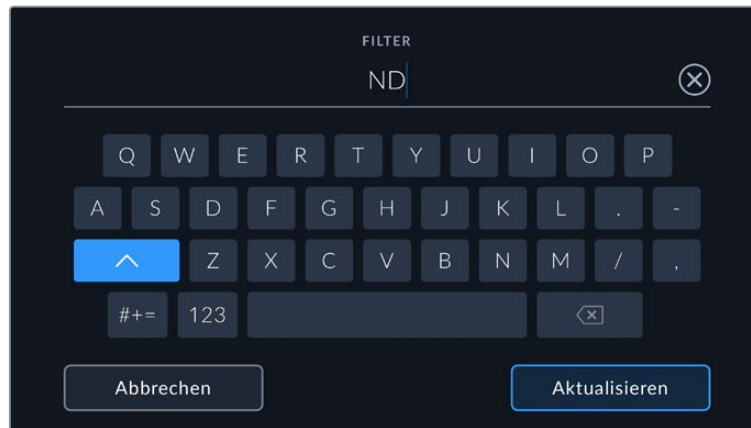 FILTER
ND
Q W E R T Y U I O P
A S D F G H J K L . -
Z X C V B N M / ,
#+= 123
Abbrechen Aktualisieren